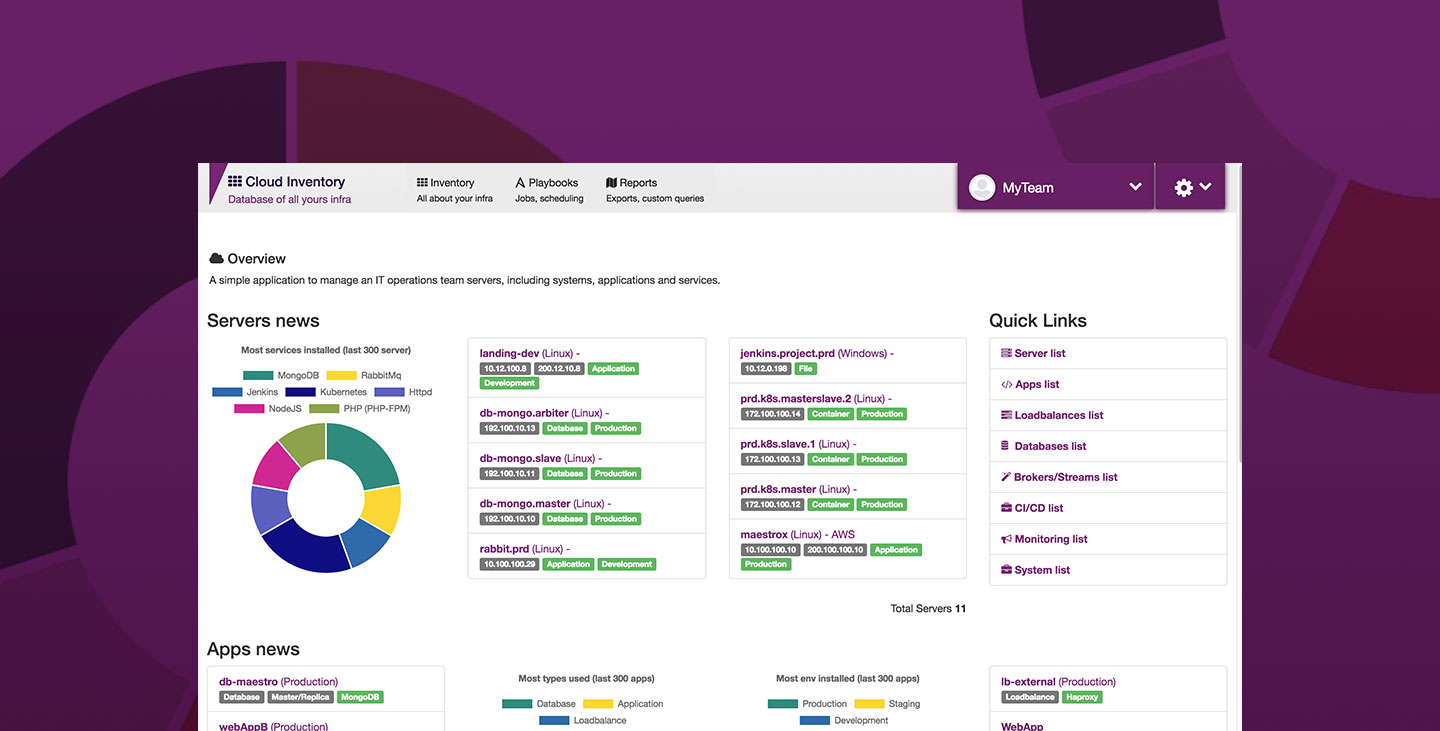 Cloud Inventory
Database of all yours infra
Inventory
All about your infra
Playbooks
Jobs, scheduling
Reports
Exports, custom queries
MyTeam
Overview
A simple application to manage an IT operations team servers, including systems, applications and services.
Servers news
Most services installed (last 300 server)
MongoDB RabbitMq
Jenkins Kubernetes Httpd
NodeJS PHP (PHP-FPM)
landing-dev (Linux) -
10.12.100.8 200.12.10.8 Application
Development
db-mongo.arbiter (Linux) -
192.100.10.13 Database Production
db-mongo.slave (Linux) -
192.100.10.11 Database Production
db-mongo.master (Linux) -
192.100.10.10 Database Production
rabbit.prd (Linux) -
10.100.100.29 Application Development
jenkins.project.prd (Windows) -
10.12.0.198 File
prd.k8s.masterslave.2 (Linux) -
172.100.100.14 Container Production
prd.k8s.slave.1 (Linux) -
172.100.100.13 Container Production
prd.k8s.master (Linux) -
172.100.100.12 Container Production
maestrox (Linux) - AWS
10.100.100.10 200.100.100.10 Application
Production
Total Servers 11
Quick Links
Server list
Apps list
Loadbalances list
Databases list
Brokers/Streams list
CI/CD list
Monitoring list
System list
Apps news
db-maestro (Production)
Database Master/Replica MongoDB
webAppB (Production)
Most types used (last 300 apps)
Database Application
Loadbalance
Most env installed (last 300 apps)
Production Staging
Development
lb-external (Production)
Loadbalance Haproxy
WebApp